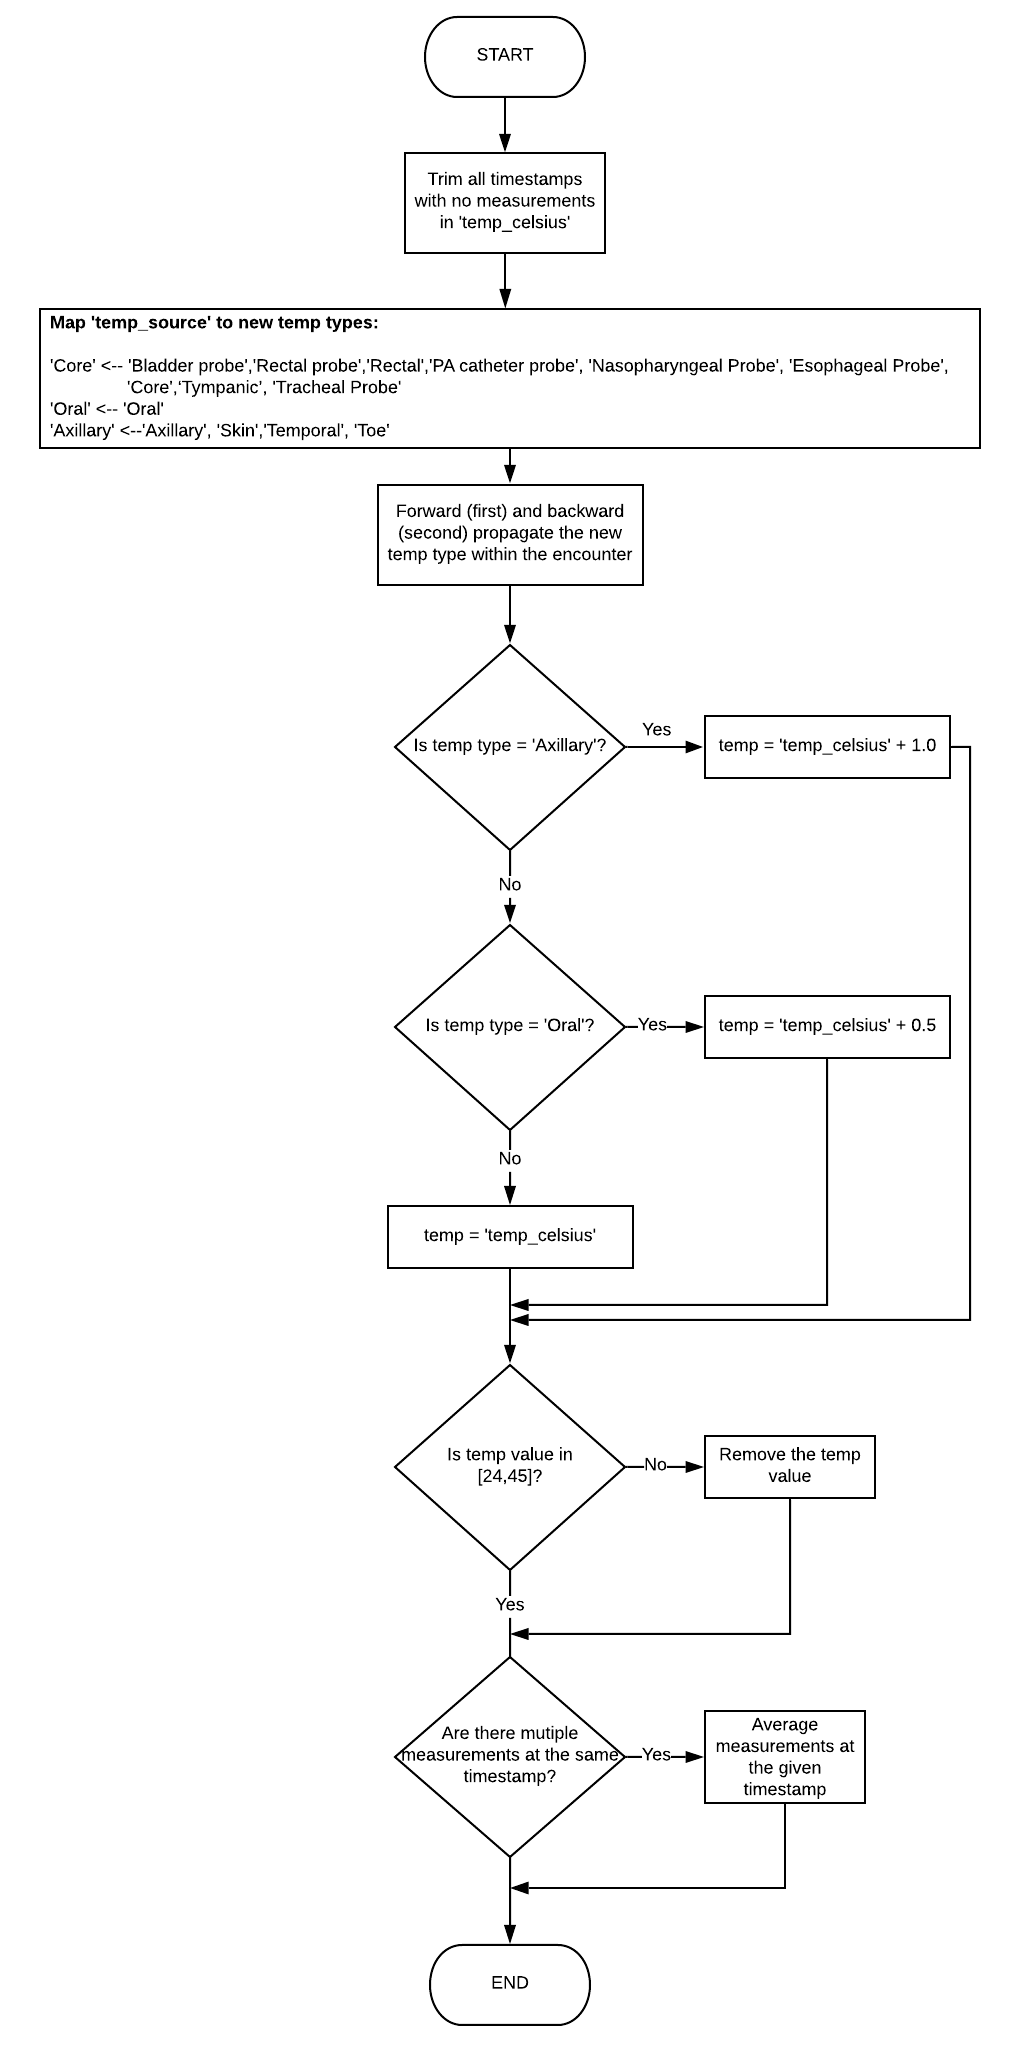 START
Trim all timestamps
with no measurements
in 'temp_celsius'
Map 'temp_source' to new temp types:
'Core' <-- 'Bladder probe','Rectal probe','Rectal','PA catheter probe', 'Nasopharyngeal Probe', 'Esophageal Probe',
'Core',‘Tympanic’, 'Tracheal Probe'
'Oral' <-- 'Oral'
'Axillary' <--'Axillary', 'Skin','Temporal', 'Toe'
Forward (first) and backward
(second) propagate the new
temp type within the encounter
Is temp type = 'Axillary'?
Yes
temp = 'temp_celsius' + 1.0
No
Is temp type = 'Oral'?
Yes
temp = 'temp_celsius' + 0.5
No
temp = 'temp_celsius'
Is temp value in
[24,45]?
No
Remove the temp
value
Yes
Are there mutiple
measurements at the same
timestamp?
Yes
Average
measurements at
the given
timestamp
END